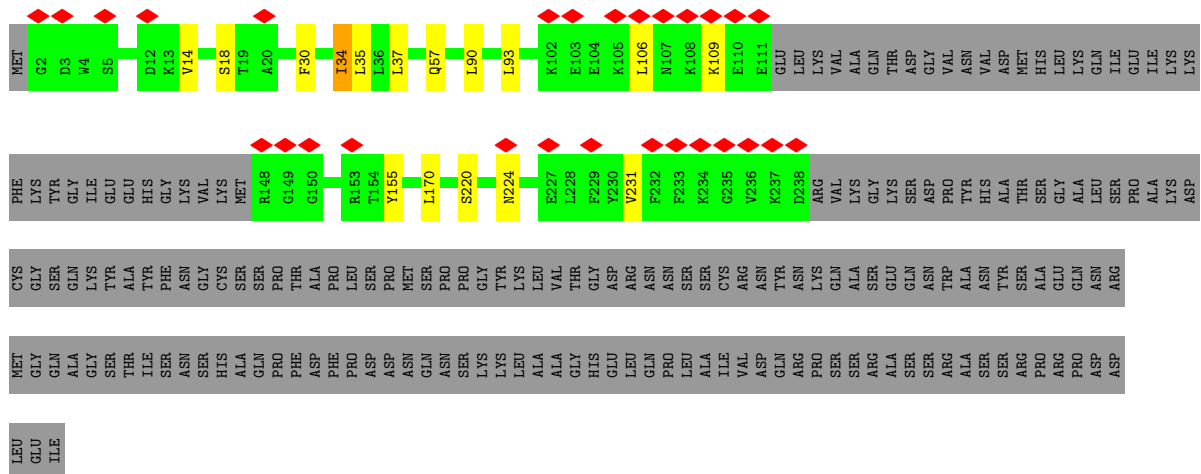 MET G2 D3 W4 S5 D12 K13 V14 S18 T19 A20 F30 I34 L35 L36 L37 Q57 L90 L93 K102 E103 E104 K105 L106 N107 K108 K109 E110 E111 GLU LEU LYS VAL ALA GLN THR ASP GLY VAL ASN VAL ASP MET HIS LEU LYS GLN ILE GLU ILE LYS LYS
PHE LYS TYR GLY ILE GLU GLU HIS GLY LYS VAL LYS MET R148 G149 G150 R153 T154 Y155 L170 S220 N224 E227 L228 F229 Y230 V231 F232 F233 K234 G235 V236 K237 D238 ARG VAL LYS GLY LYS SER ASP PRO TYR HIS ALA THR SER GLY ALA LEU SER PRO ALA LYS ASP
CYS GLY SER GLN LYS TYR ALA TYR PHE ASN GLY CYS SER SER PRO THR ALA PRO LEU SER PRO MET SER PRO PRO GLY TYR LYS LEU VAL THR GLY ASP ARG ASN ASN SER SER CYS ARG ASN TYR ASN LYS GLN ALA SER GLU GLN ASN TRP ALA ASN TYR SER ALA GLU GLN ASN ARG
MET GLY GLN ALA GLY SER THR ILE SER ASN SER HIS ALA GLN PRO PHE ASP PHE PRO ASP ASP ASN GLN ASN SER LYS LYS LEU ALA ALA GLY HIS GLU LEU GLN PRO LEU ALA ILE VAL ASP GLN ARG PRO SER SER ARG ALA SER SER ARG ALA SER SER ARG PRO ARG PRO ASP ASP
LEU GLU ILE